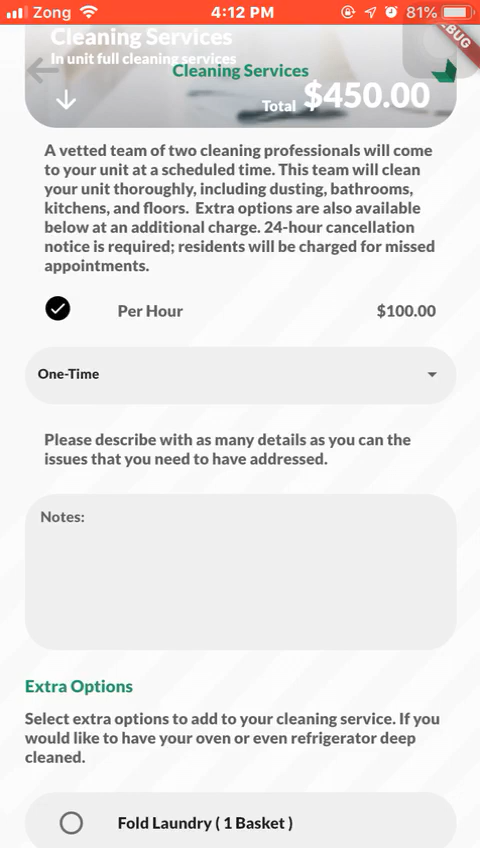 Zong 4:12 PM 81%
BUG
Cleaning Services
In unit full cleaning services
Cleaning Services
Total $450.00
A vetted team of two cleaning professionals will come
to your unit at a scheduled time. This team will clean
your unit thoroughly, including dusting, bathrooms,
kitchens, and floors. Extra options are also available
below at an additional charge. 24-hour cancellation
notice is required; residents will be charged for missed
appointments.
Per Hour $100.00
One-Time
Please describe with as many details as you can the
issues that you need to have addressed.
Notes:
Extra Options
Select extra options to add to your cleaning service. If you
would like to have your oven or even refrigerator deep
cleaned.
Fold Laundry ( 1 Basket )